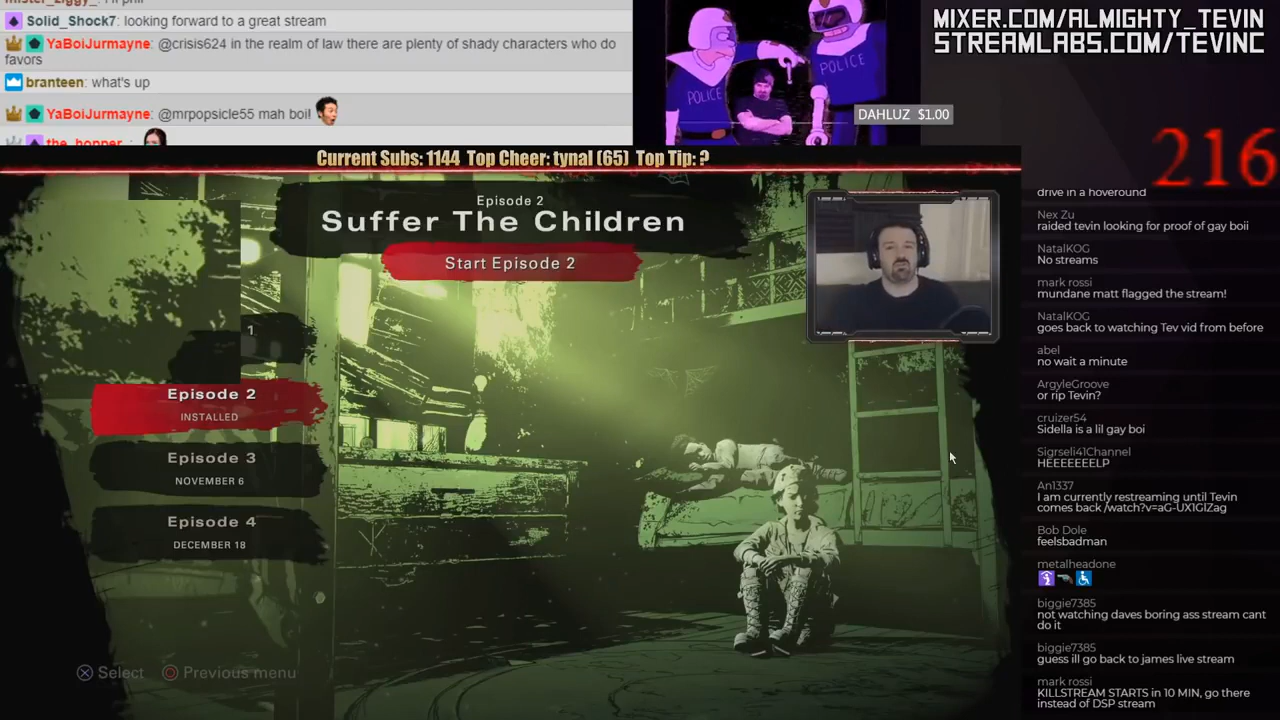 Solid_Shock7: looking forward to a great stream
YaBoiJurmayne: @crisis624 in the realm of law there are plenty of shady characters who do
favors
branteen: what's up
YaBoiJurmayne: @mrpopsicle55 mah boi!
the_hopper
POLICE
POLICE
DAHLUZ $1.00
MIXER.COM/ALMIGHTY_TEVIN
STREAMLABS.COM/TEVINC
216
Current Subs: 1144 Top Cheer: tynal (65) Top Tip: ?
Episode 2
Suffer The Children
Start Episode 2
1
Episode 2
INSTALLED
Episode 3
NOVEMBER 6
Episode 4
DECEMBER 18
Select
Previous menu
drive in a hoveround
Nex Zu
raided tevin looking for proof of gay boii
NatalKOG
No streams
mark rossi
mundane matt flagged the stream!
NatalKOG
goes back to watching Tev vid from before
abel
no wait a minute
ArgyleGroove
or rip Tevin?
cruizer54
Sidella is a lil gay boi
Sigrseli41Channel
HEEEEEEELP
An1337
I am currently restreaming until Tevin
comes back /watch?v=aG-UX1GIZag
Bob Dole
feelsbadman
metalheadone
biggie7385
not watching daves boring ass stream cant
do it
biggie7385
guess ill go back to james live stream
mark rossi
KILLSTREAM STARTS in 10 MIN, go there
instead of DSP stream